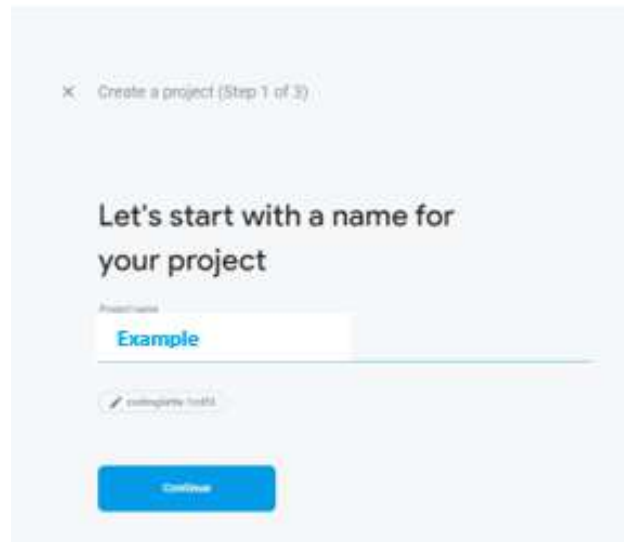 Create a project (Step 1 of 3)
Let's start with a name for
your project
Project name
Example
Continue